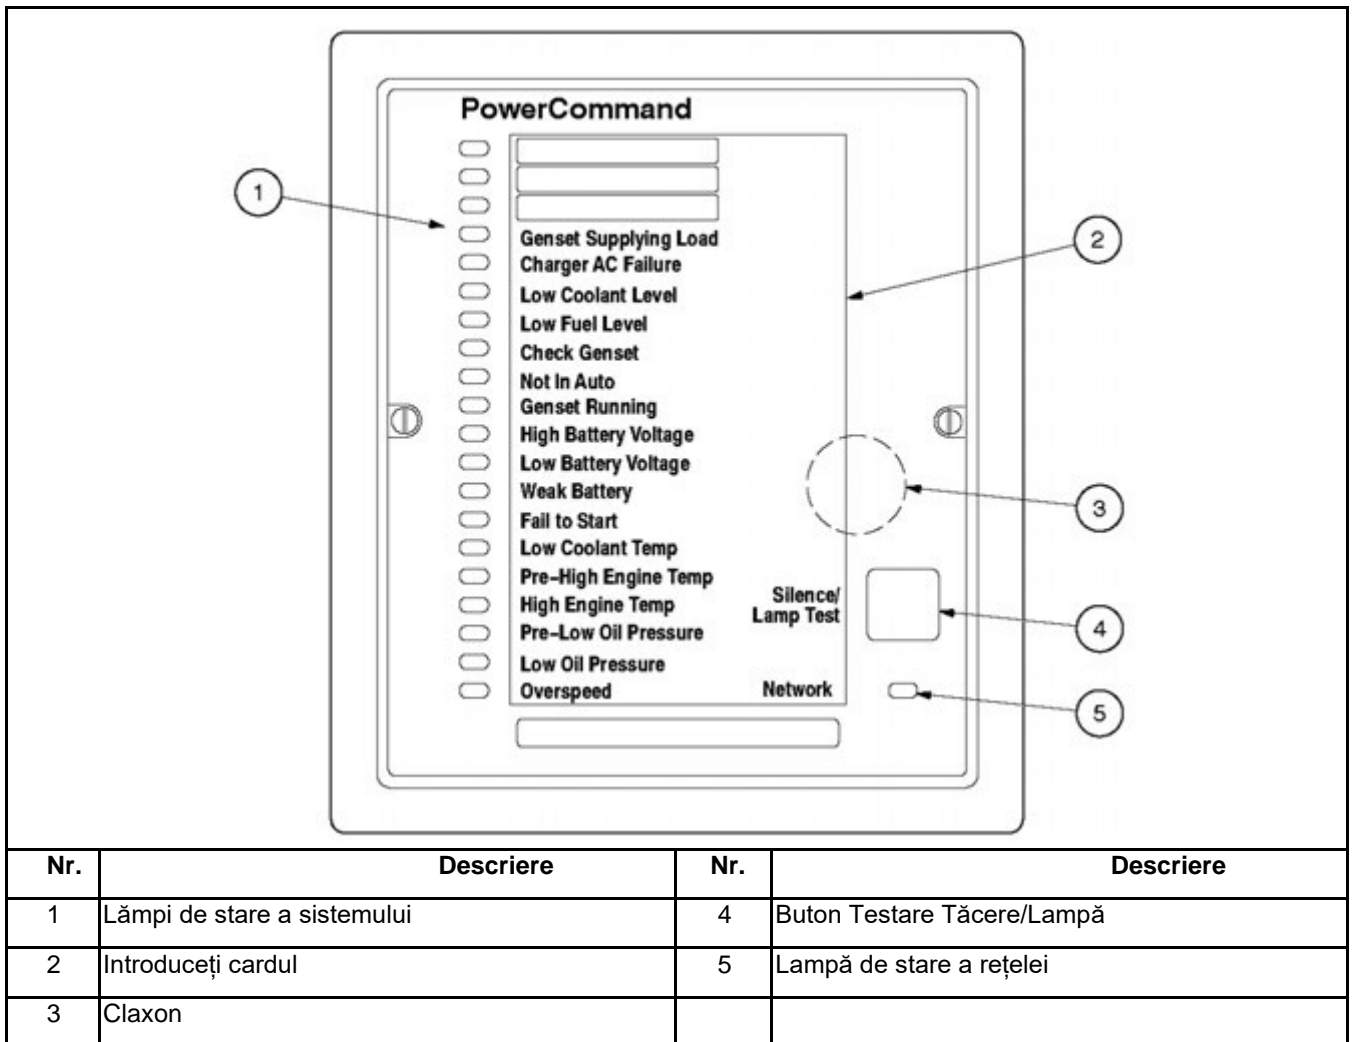 PowerCommand
1
Genset Supplying Load
2
Charger AC Failure
Low Coolant Level
Low Fuel Level
Check Genset
Not In Auto
Genset Running
High Battery Voltage
Low Battery Voltage
Weak Battery
3
Fail to Start
Low Coolant Temp
Pre-High Engine Temp
High Engine Temp
Silence/
Lamp Test
4
Pre-Low Oil Pressure
Low Oil Pressure
Overspeed
Network
5
Nr. Descriere Nr. Descriere
1 Lămpi de stare a sistemului 4 Buton Testare Tăcere/Lampă
2 Introduceți cardul 5 Lampă de stare a rețelei
3 Claxon